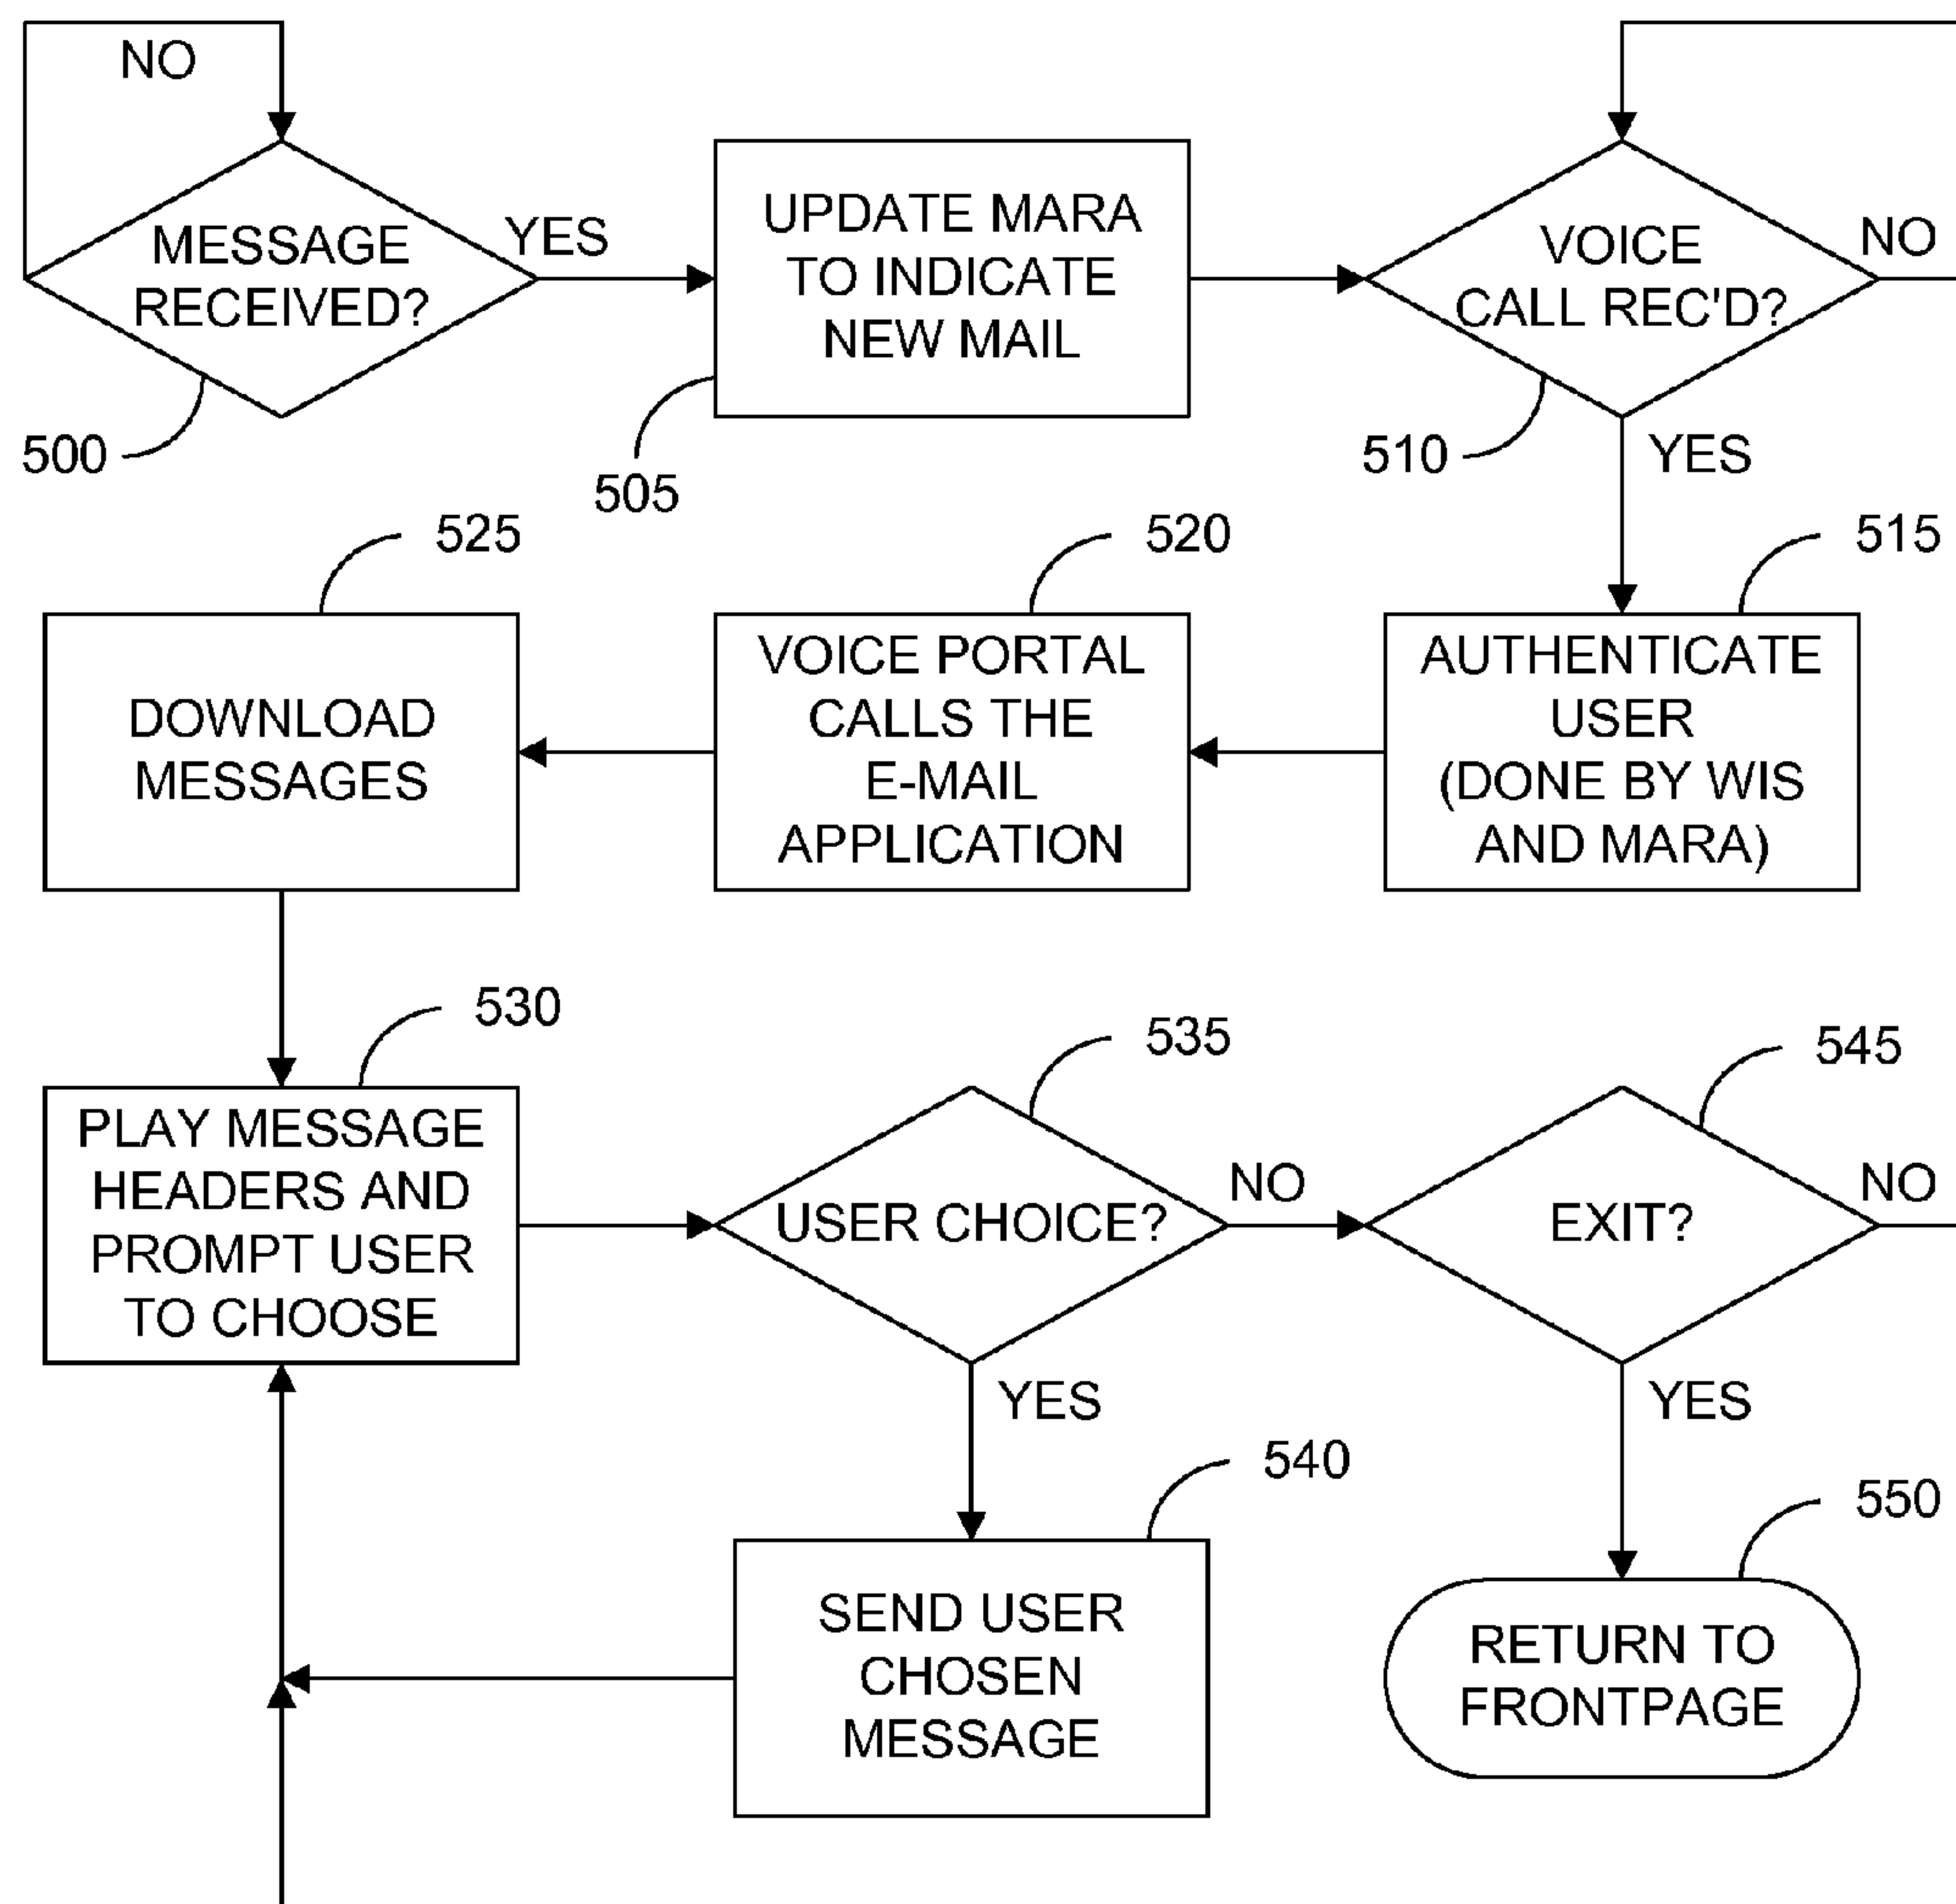 NO
MESSAGE
RECEIVED?
YES
500
UPDATE MARA
TO INDICATE
NEW MAIL
505
VOICE
CALL REC'D?
NO
510
YES
515
AUTHENTICATE
USER
(DONE BY WIS
AND MARA)
520
VOICE PORTAL
CALLS THE
E-MAIL
APPLICATION
525
DOWNLOAD
MESSAGES
530
PLAY MESSAGE
HEADERS AND
PROMPT USER
TO CHOOSE
535
USER CHOICE?
NO
YES
545
EXIT?
NO
YES
540
SEND USER
CHOSEN
MESSAGE
550
RETURN TO
FRONTPAGE